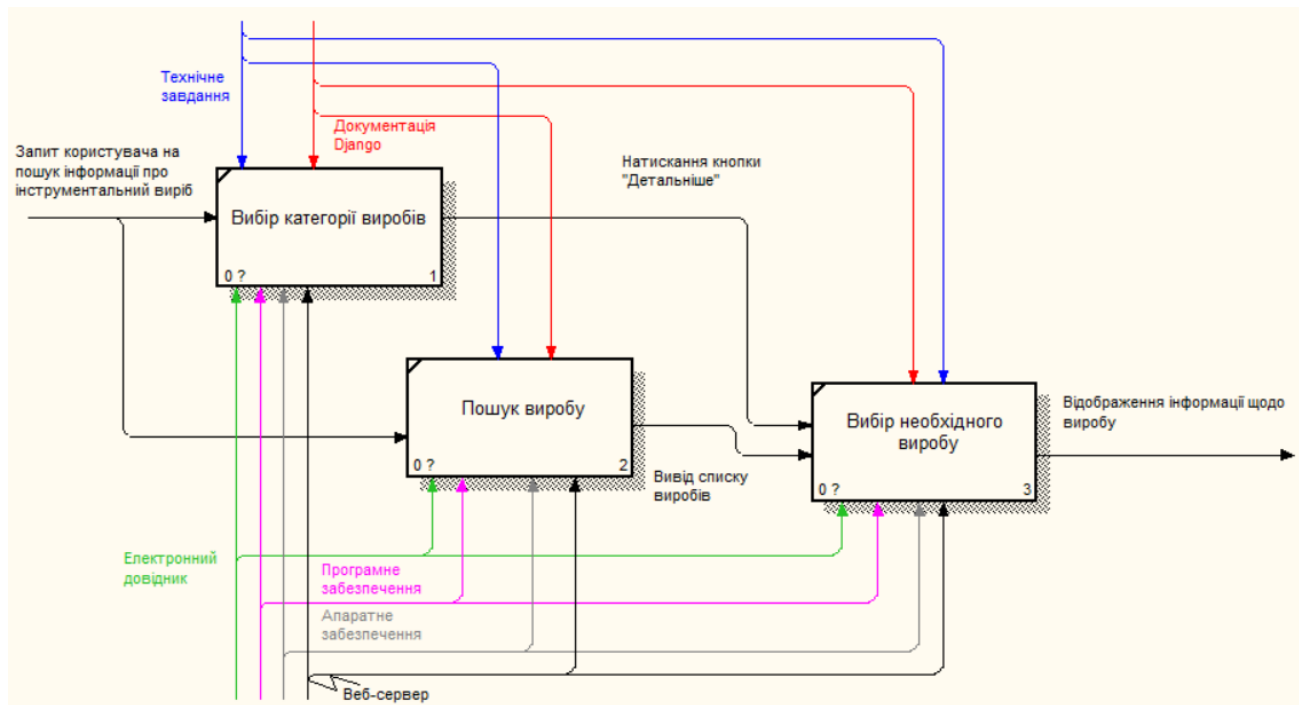 Технічне
завдання
Документація
Django
Запит користувача на
пошук інформації про
інструментальний виріб
Натискання кнопки
"Детальніше"
Вибір категорії виробів
0 ?
1
Пошук виробу
0 ?
2
Вибір необхідного
виробу
0 ?
3
Відображення інформації щодо
виробу
Вивід списку
виробів
Електронний
довідник
Програмне
забезпечення
Апаратне
забезпечення
Веб-сервер